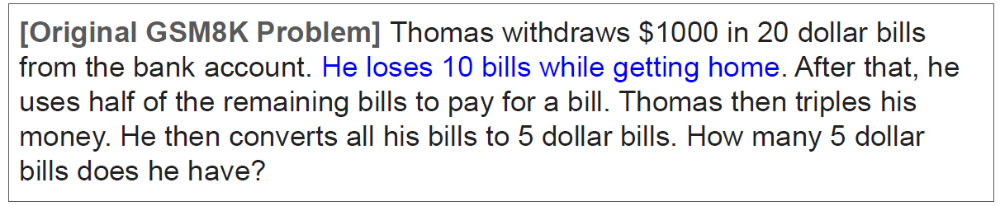 [Original GSM8K Problem] Thomas withdraws $1000 in 20 dollar bills
from the bank account. He loses 10 bills while getting home. After that, he
uses half of the remaining bills to pay for a bill. Thomas then triples his
money. He then converts all his bills to 5 dollar bills. How many 5 dollar
bills does he have?